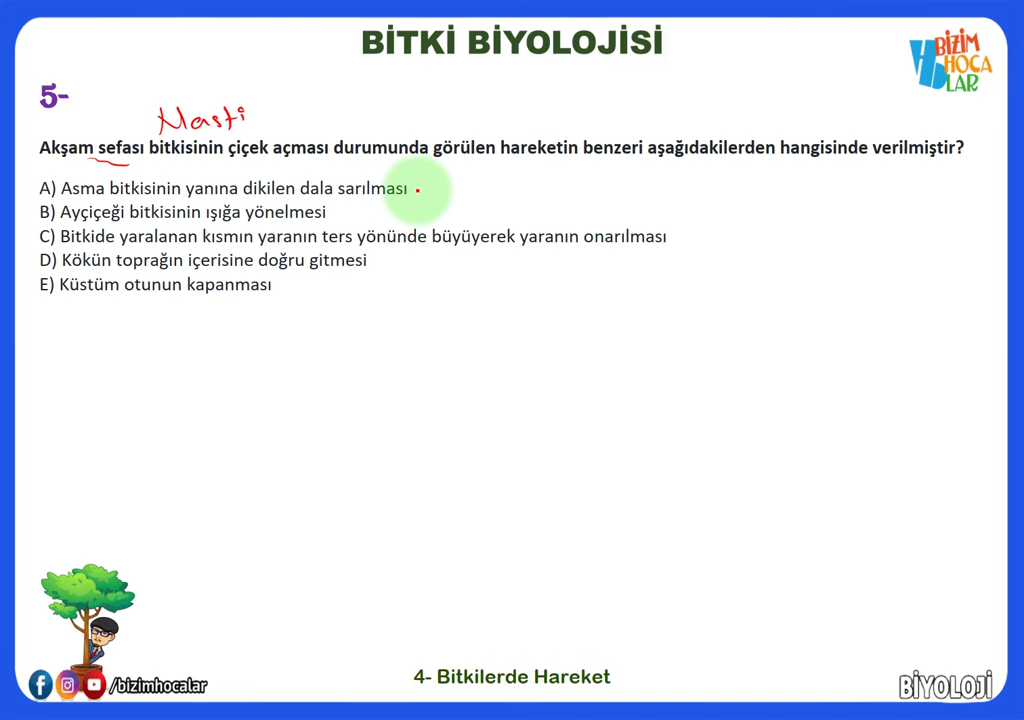 BİTKİ BİYOLOJİSİ
BİZİM
HOCA
LAR
5-
Nasti
Akşam sefası bitkisinin çiçek açması durumunda görülen hareketin benzeri aşağıdakilerden hangisinde verilmiştir?
A) Asma bitkisinin yanına dikilen dala sarılması
B) Ayçiçeği bitkisinin ışığa yönelmesi
C) Bitkide yaralanan kısmın yaranın ters yönünde büyüyerek yaranın onarılması
D) Kökün toprağın içerisine doğru gitmesi
E) Küstüm otunun kapanması
/bizimhocalar
4- Bitkilerde Hareket
BİYOLOJİ